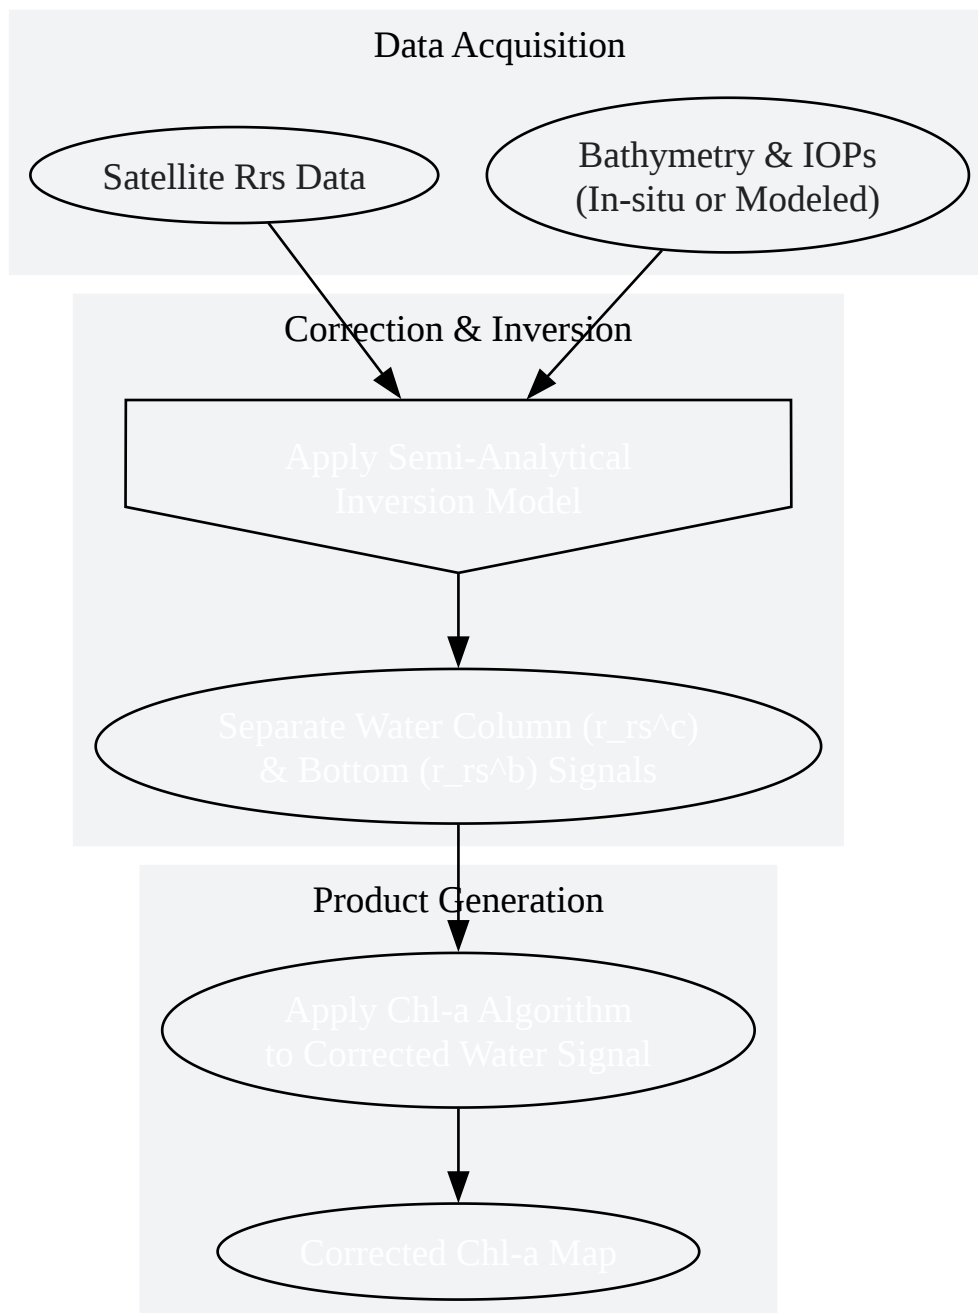 Data Acquisition
Satellite Rrs Data
Bathymetry & IOPs
(In-situ or Modeled)
Correction & Inversion
Apply Semi-Analytical
Inversion Model
Separate Water Column (r_rs^c)
& Bottom (r_rs^b) Signals
Product Generation
Apply Chl-a Algorithm
to Corrected Water Signal
Corrected Chl-a Map